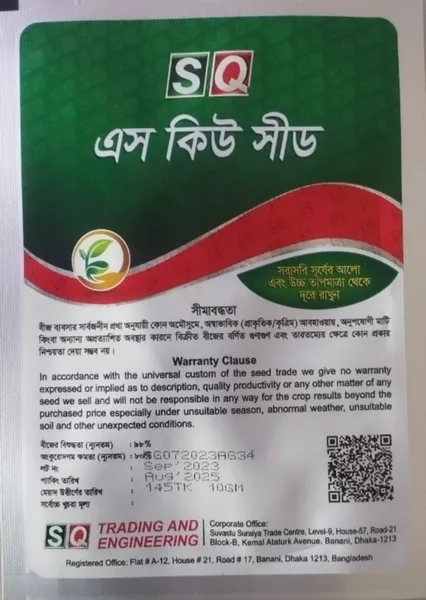 SQ
এস কিউ সীড
সরাসরি সূর্যের আলো
এবং উচ্চ তাপমাত্রা থেকে
দূরে রাখুন
সীমাবদ্ধতা
বীজ ব্যবসার সার্বজনীন প্রথা অনুযায়ী কোন অমৌসুমে, অস্বাভাবিক (প্রাকৃতিক/কৃত্রিম) আবহাওয়ায়, অনুপযোগী মাটি
কিংবা অন্যান্য অপ্রত্যাশিত অবস্থার কারনে বিক্রীত বীজের বর্ণিত গুণাগুণ এবং তারতম্যের ক্ষেত্রে কোন প্রকার
নিশ্চয়তা দেয়া সম্ভব নয়।
Warranty Clause
In accordance with the universal custom of the seed trade we give no warranty
expressed or implied as to description, quality productivity or any other matter of any
seed we sell and will not be responsible in any way for the crop results beyond the
purchased price especially under unsuitable season, abnormal weather, unsuitable
soil and other unexpected conditions.
বীজের বিশুদ্ধতা (ন্যূনতম) : ৯৮%
অংকুরোদগম ক্ষমতা (ন্যূনতম) : ৮০% SG072023AG34
লট নং Sep'2023
প্যাকিং তারিখ Aug'2025
মেয়াদ উত্তীর্ণের তারিখ 145TK 10GM
সর্বোচ্চ খুচরা মূল্য
SQ TRADING AND
ENGINEERING
Corporate Office:
Suvastu Suraiya Trade Centre, Level-9, House-57, Road-21
Block-B, Kemal Ataturk Avenue, Banani, Dhaka-1213
Registered Office: Flat # A-12, House # 21, Road # 17, Banani, Dhaka 1213, Bangladesh